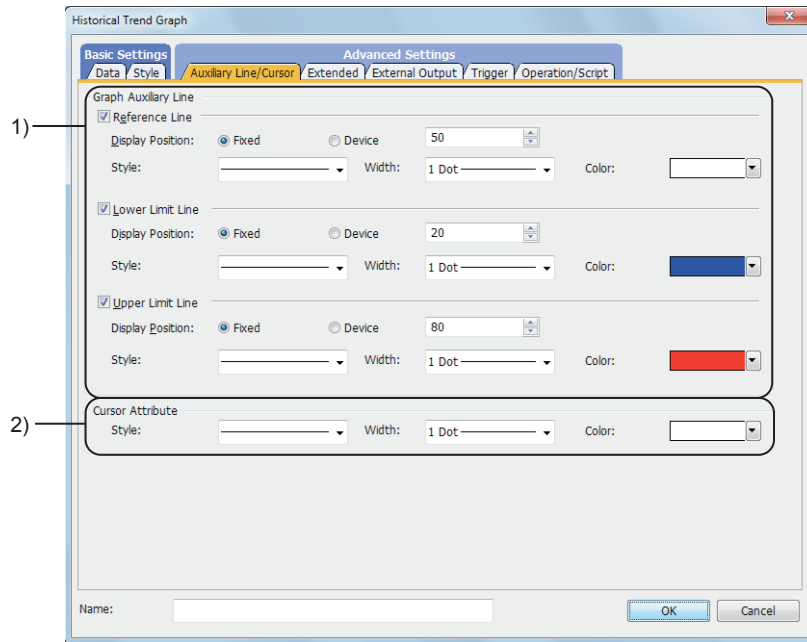 Historical Trend Graph
x
Basic Settings Advanced Settings
Data Style Auxiliary Line/Cursor Extended External Output Trigger Operation/Script
Graph Auxiliary Line
1)
Reference Line
Display Position: Fixed Device 50
Style: Width: 1 Dot Color:
Lower Limit Line
Display Position: Fixed Device 20
Style: Width: 1 Dot Color:
Upper Limit Line
Display Position: Fixed Device 80
Style: Width: 1 Dot Color:
Cursor Attribute
2)
Style: Width: 1 Dot Color:
Name: OK Cancel